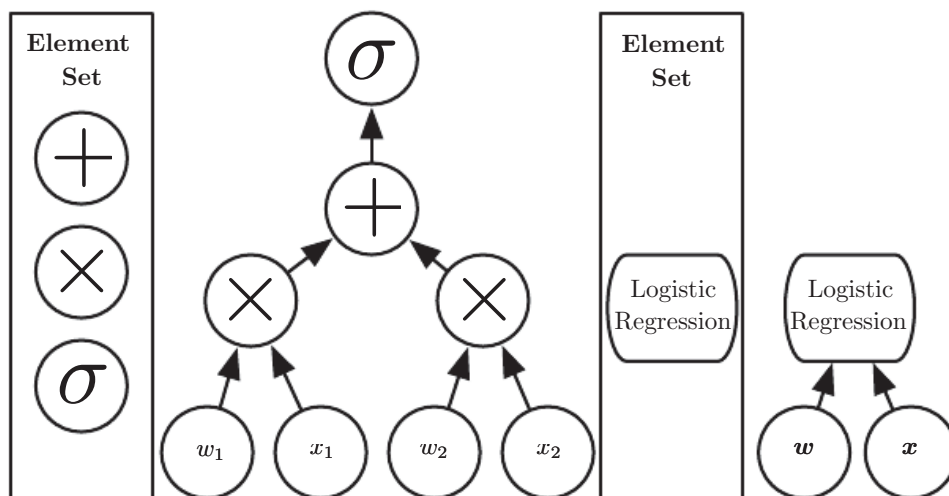 Element
Set
+
×
σ
σ
+
×
×
w₁
x₁
w₂
x₂
Element
Set
Logistic
Regression
Logistic
Regression
w
x